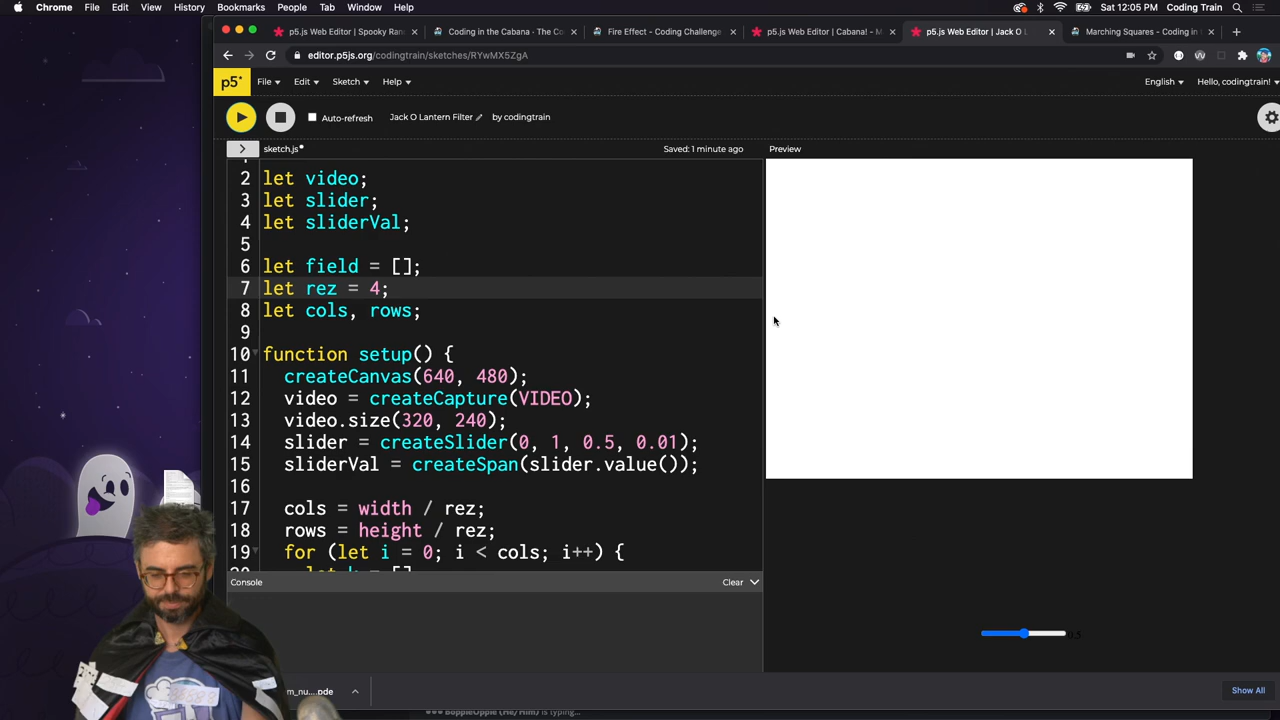 Chrome File Edit View History Bookmarks People Tab Window Help Sat 12:05 PM Coding Train
p5.js Web Editor | Spooky Ran
Coding in the Cabana - The Co
Fire Effect - Coding Challenge
p5.js Web Editor | Cabana! - M
p5.js Web Editor | Jack O L
Marching Squares - Coding in
editor.p5js.org/codingtrain/sketches/RYwMX5ZgA
p5* File Edit Sketch Help English Hello, codingtrain!
Auto-refresh Jack O Lantern Filter by codingtrain
> sketch.js Saved: 1 minute ago Preview
2 let video;
3 let slider;
4 let sliderVal;
5
6 let field = [];
7 let rez = 4;
8 let cols, rows;
9
10 function setup() {
11 createCanvas(640, 480);
12 video = createCapture(VIDEO);
13 video.size(320, 240);
14 slider = createSlider(0, 1, 0.5, 0.01);
15 sliderVal = createSpan(slider.value());
16
17 cols = width / rez;
18 rows = height / rez;
19 for (let i = 0; i < cols; i++) {
Console Clear
0.5
m_nu....pde Show All
is typing...